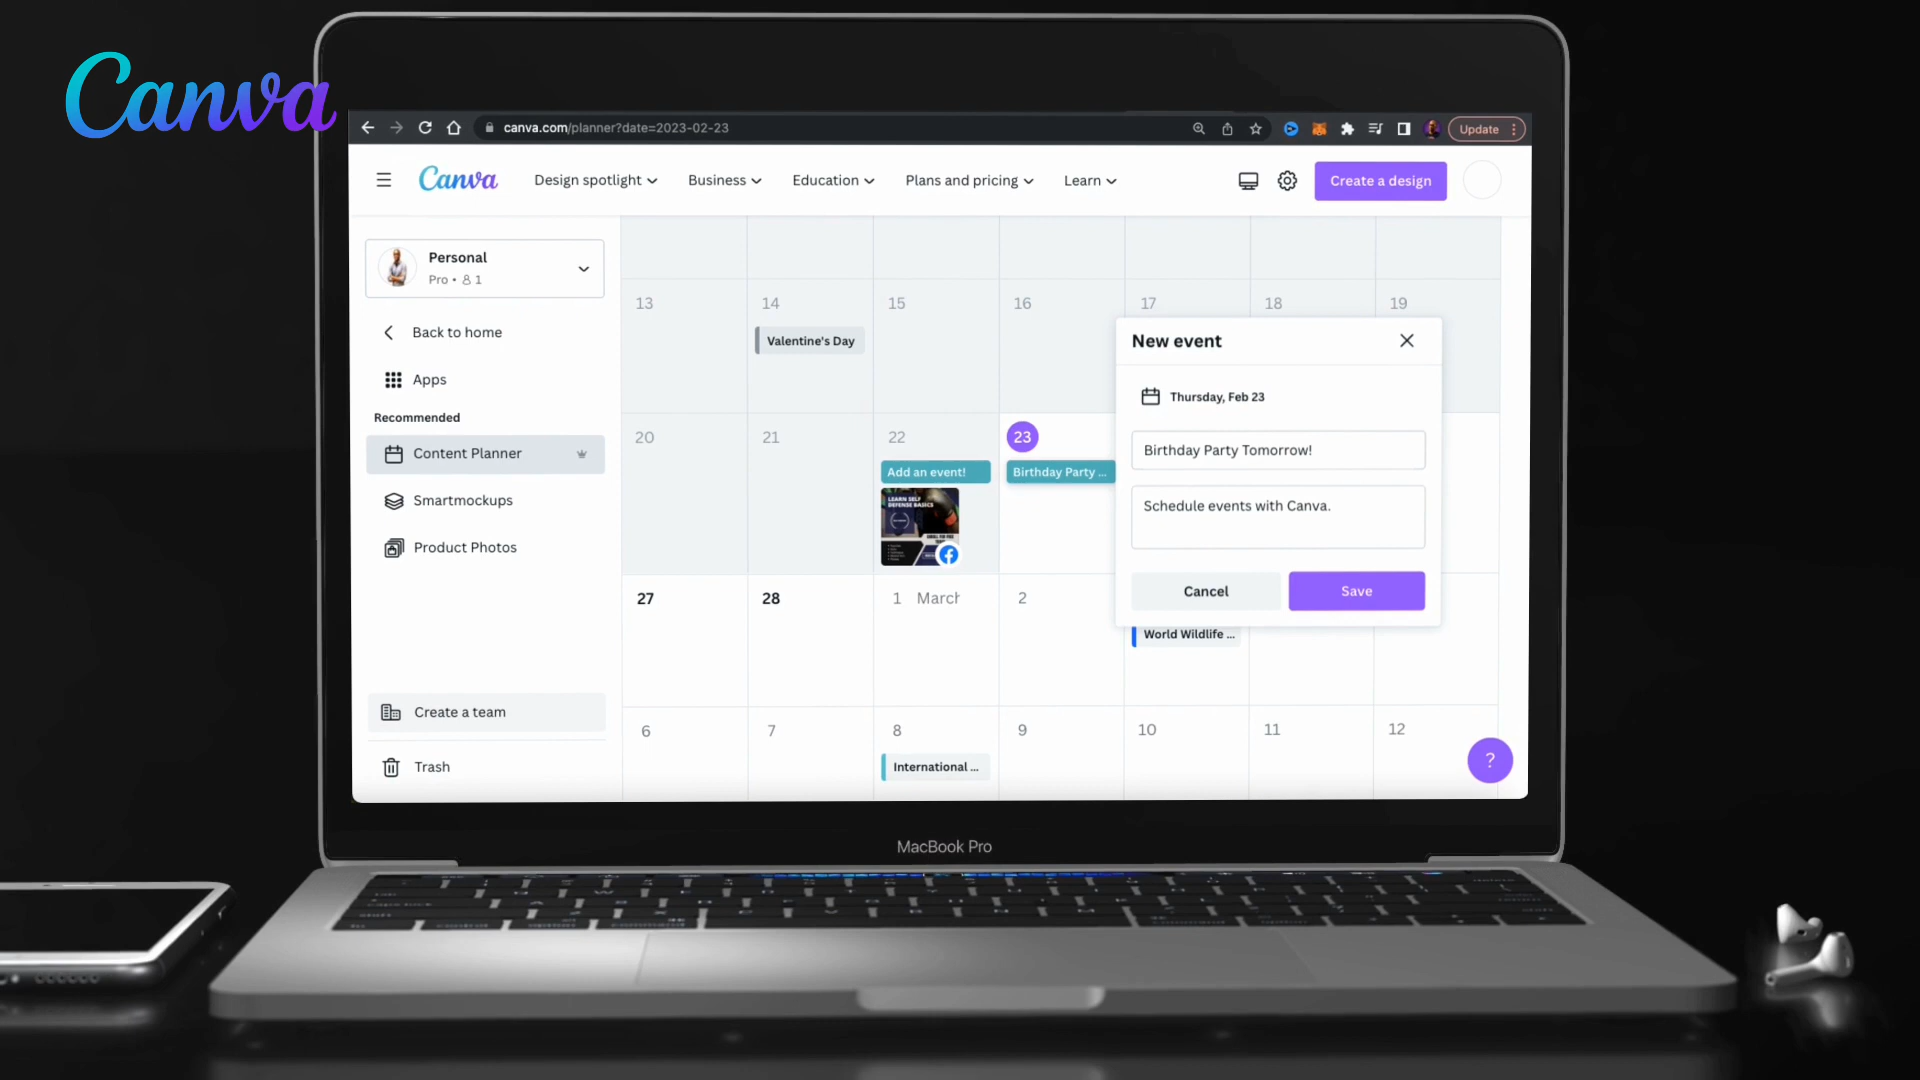 Canva
canva.com/planner?date=2023-02-23
Update
Canva
Design spotlight
Business
Education
Plans and pricing
Learn
Create a design
Personal
Pro • 1
Back to home
Apps
Recommended
Content Planner
Smartmockups
Product Photos
Create a team
Trash
13
14
15
16
17
18
19
Valentine's Day
20
21
22
23
Add an event!
Birthday Party ...
LEARN SELF
DEFENSE BASICS
27
28
1 March
2
World Wildlife ...
6
7
8
9
10
11
12
International ...
New event
Thursday, Feb 23
Birthday Party Tomorrow!
Schedule events with Canva.
Cancel
Save
?
MacBook Pro